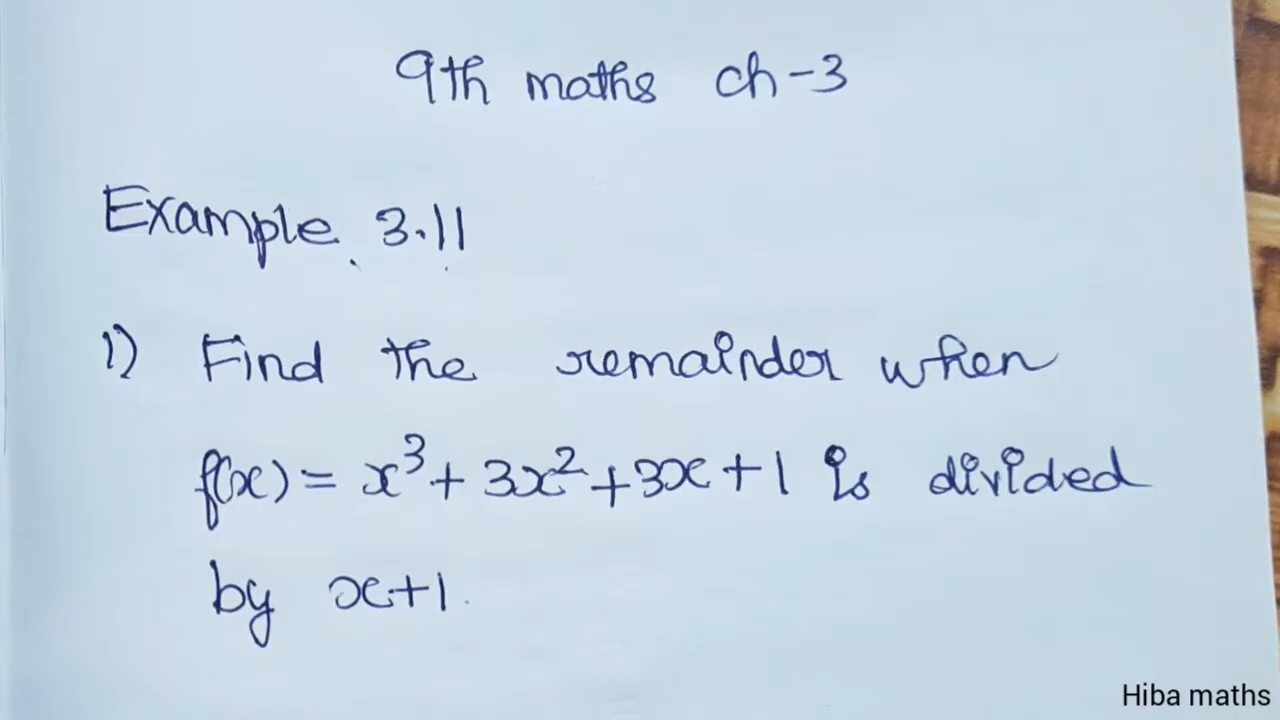 9th maths ch-3
Example 3.11
1) Find the remainder when
f(x) = x³ + 3x² + 3x + 1 is divided
by x+1.
Hiba maths